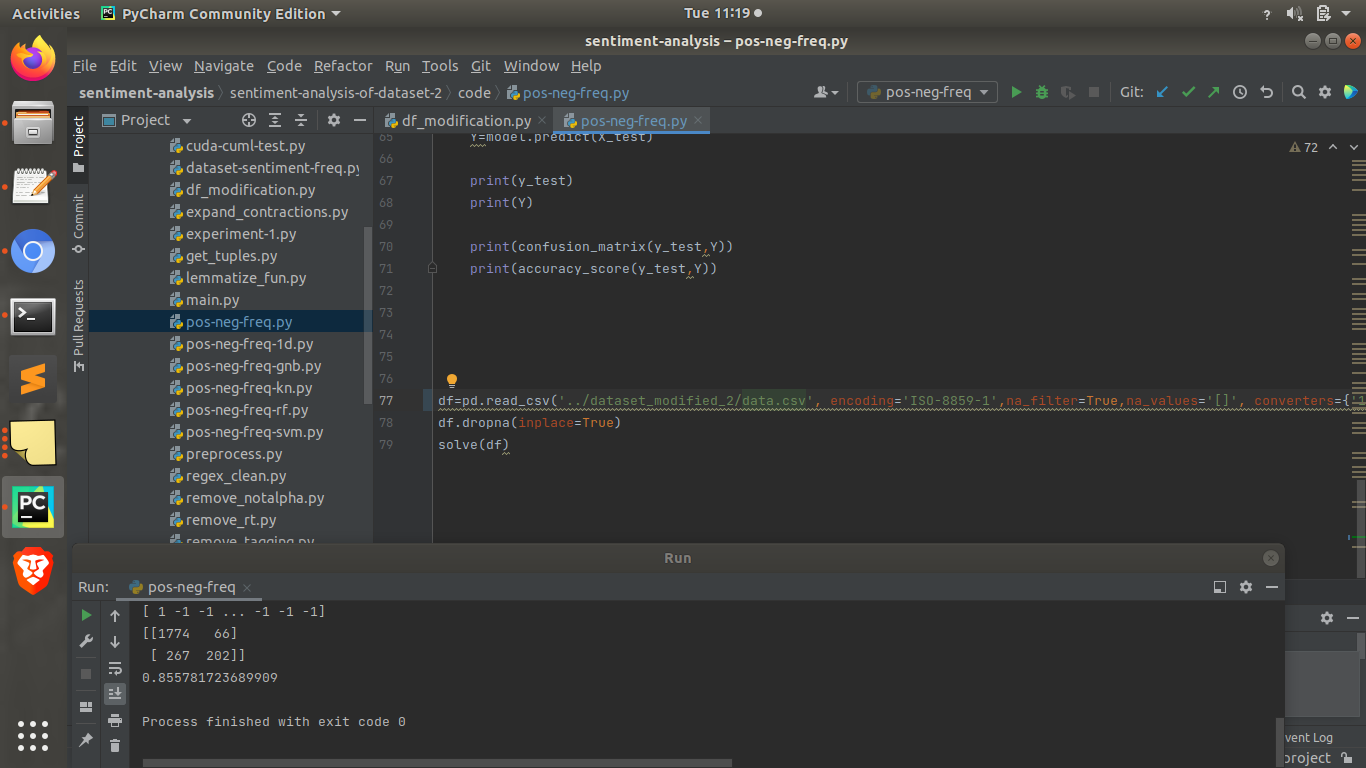 Activities PyCharm Community Edition Tue 11:19
sentiment-analysis – pos-neg-freq.py
File Edit View Navigate Code Refactor Run Tools Git Window Help
sentiment-analysis sentiment-analysis-of-dataset-2 code pos-neg-freq.py pos-neg-freq Git:
Project df_modification.py pos-neg-freq.py
Project
Commit
Pull Requests
cuda-cuml-test.py
dataset-sentiment-freq.py
df_modification.py
expand_contractions.py
experiment-1.py
get_tuples.py
lemmatize_fun.py
main.py
pos-neg-freq.py
pos-neg-freq-1d.py
pos-neg-freq-gnb.py
pos-neg-freq-kn.py
pos-neg-freq-rf.py
pos-neg-freq-svm.py
preprocess.py
regex_clean.py
remove_notalpha.py
remove_rt.py
remove_tagging.py
72
65 Y=model.predict(X_test)
66
67 print(y_test)
68 print(Y)
69
70 print(confusion_matrix(y_test,Y))
71 print(accuracy_score(y_test,Y))
72
73
74
75
76
77 df=pd.read_csv('../dataset_modified_2/data.csv', encoding='ISO-8859-1',na_filter=True,na_values='[]', converters={'1
78 df.dropna(inplace=True)
79 solve(df)
Run
Run: pos-neg-freq
[ 1 -1 -1 ... -1 -1 -1]
[[1774 66]
[ 267 202]]
0.855781723689909
Process finished with exit code 0
vent Log
project